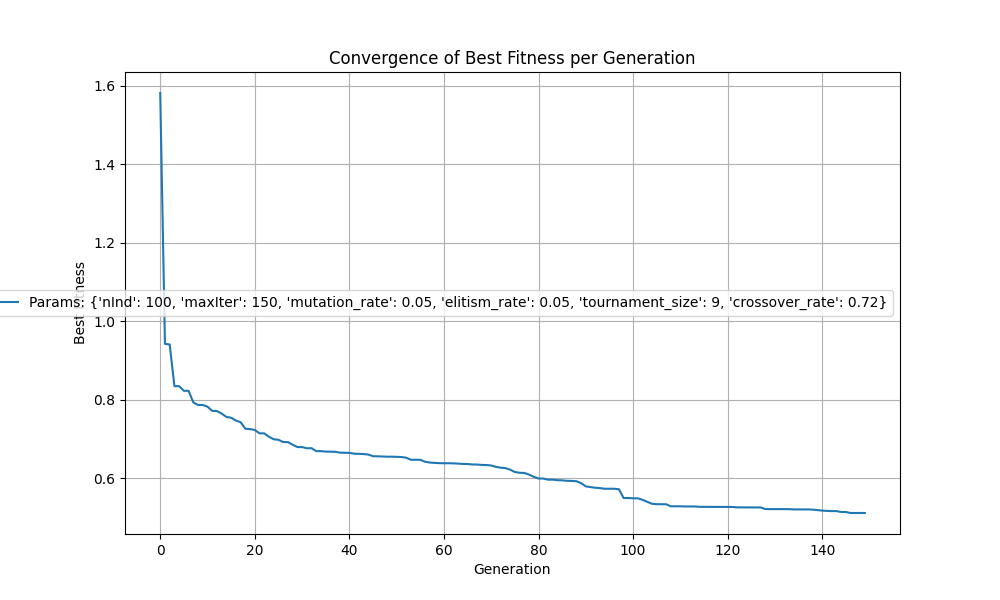 Convergence of Best Fitness per Generation
1.6
1.4
1.2
1.0
0.8
0.6
Best Fitness
Params: {'nInd': 100, 'maxIter': 150, 'mutation_rate': 0.05, 'elitism_rate': 0.05, 'tournament_size': 9, 'crossover_rate': 0.72}
0 20 40 60 80 100 120 140
Generation